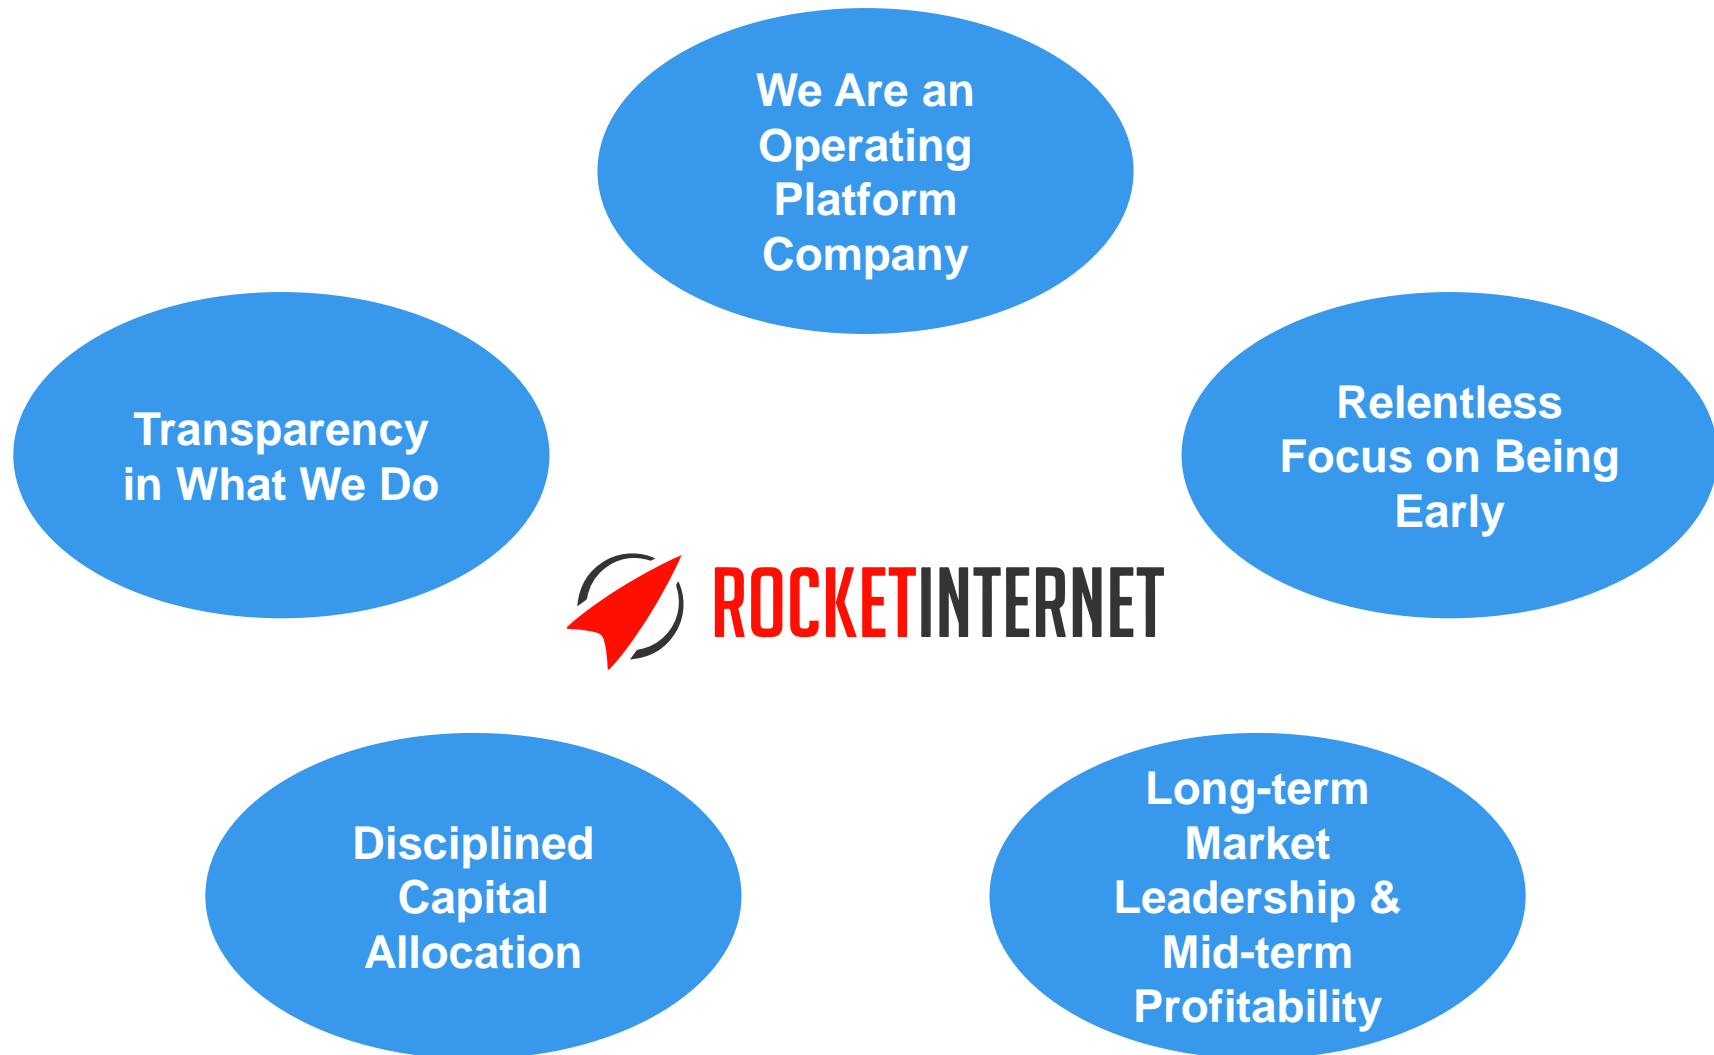 We Are an
Operating
Platform
Company
Transparency
in What We Do
Relentless
Focus on Being
Early
ROCKETINTERNET
Disciplined
Capital
Allocation
Long-term
Market
Leadership &
Mid-term
Profitability